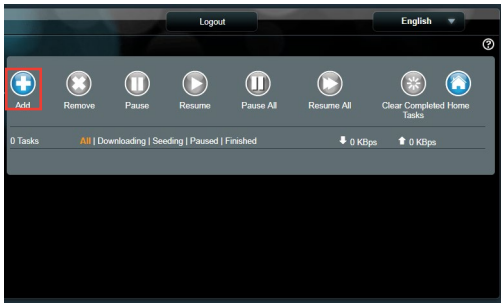 Logout English
Add Remove Pause Resume Pause All Resume All Clear Completed Tasks Home
0 Tasks All | Downloading | Seeding | Paused | Finished 0 KBps 0 KBps